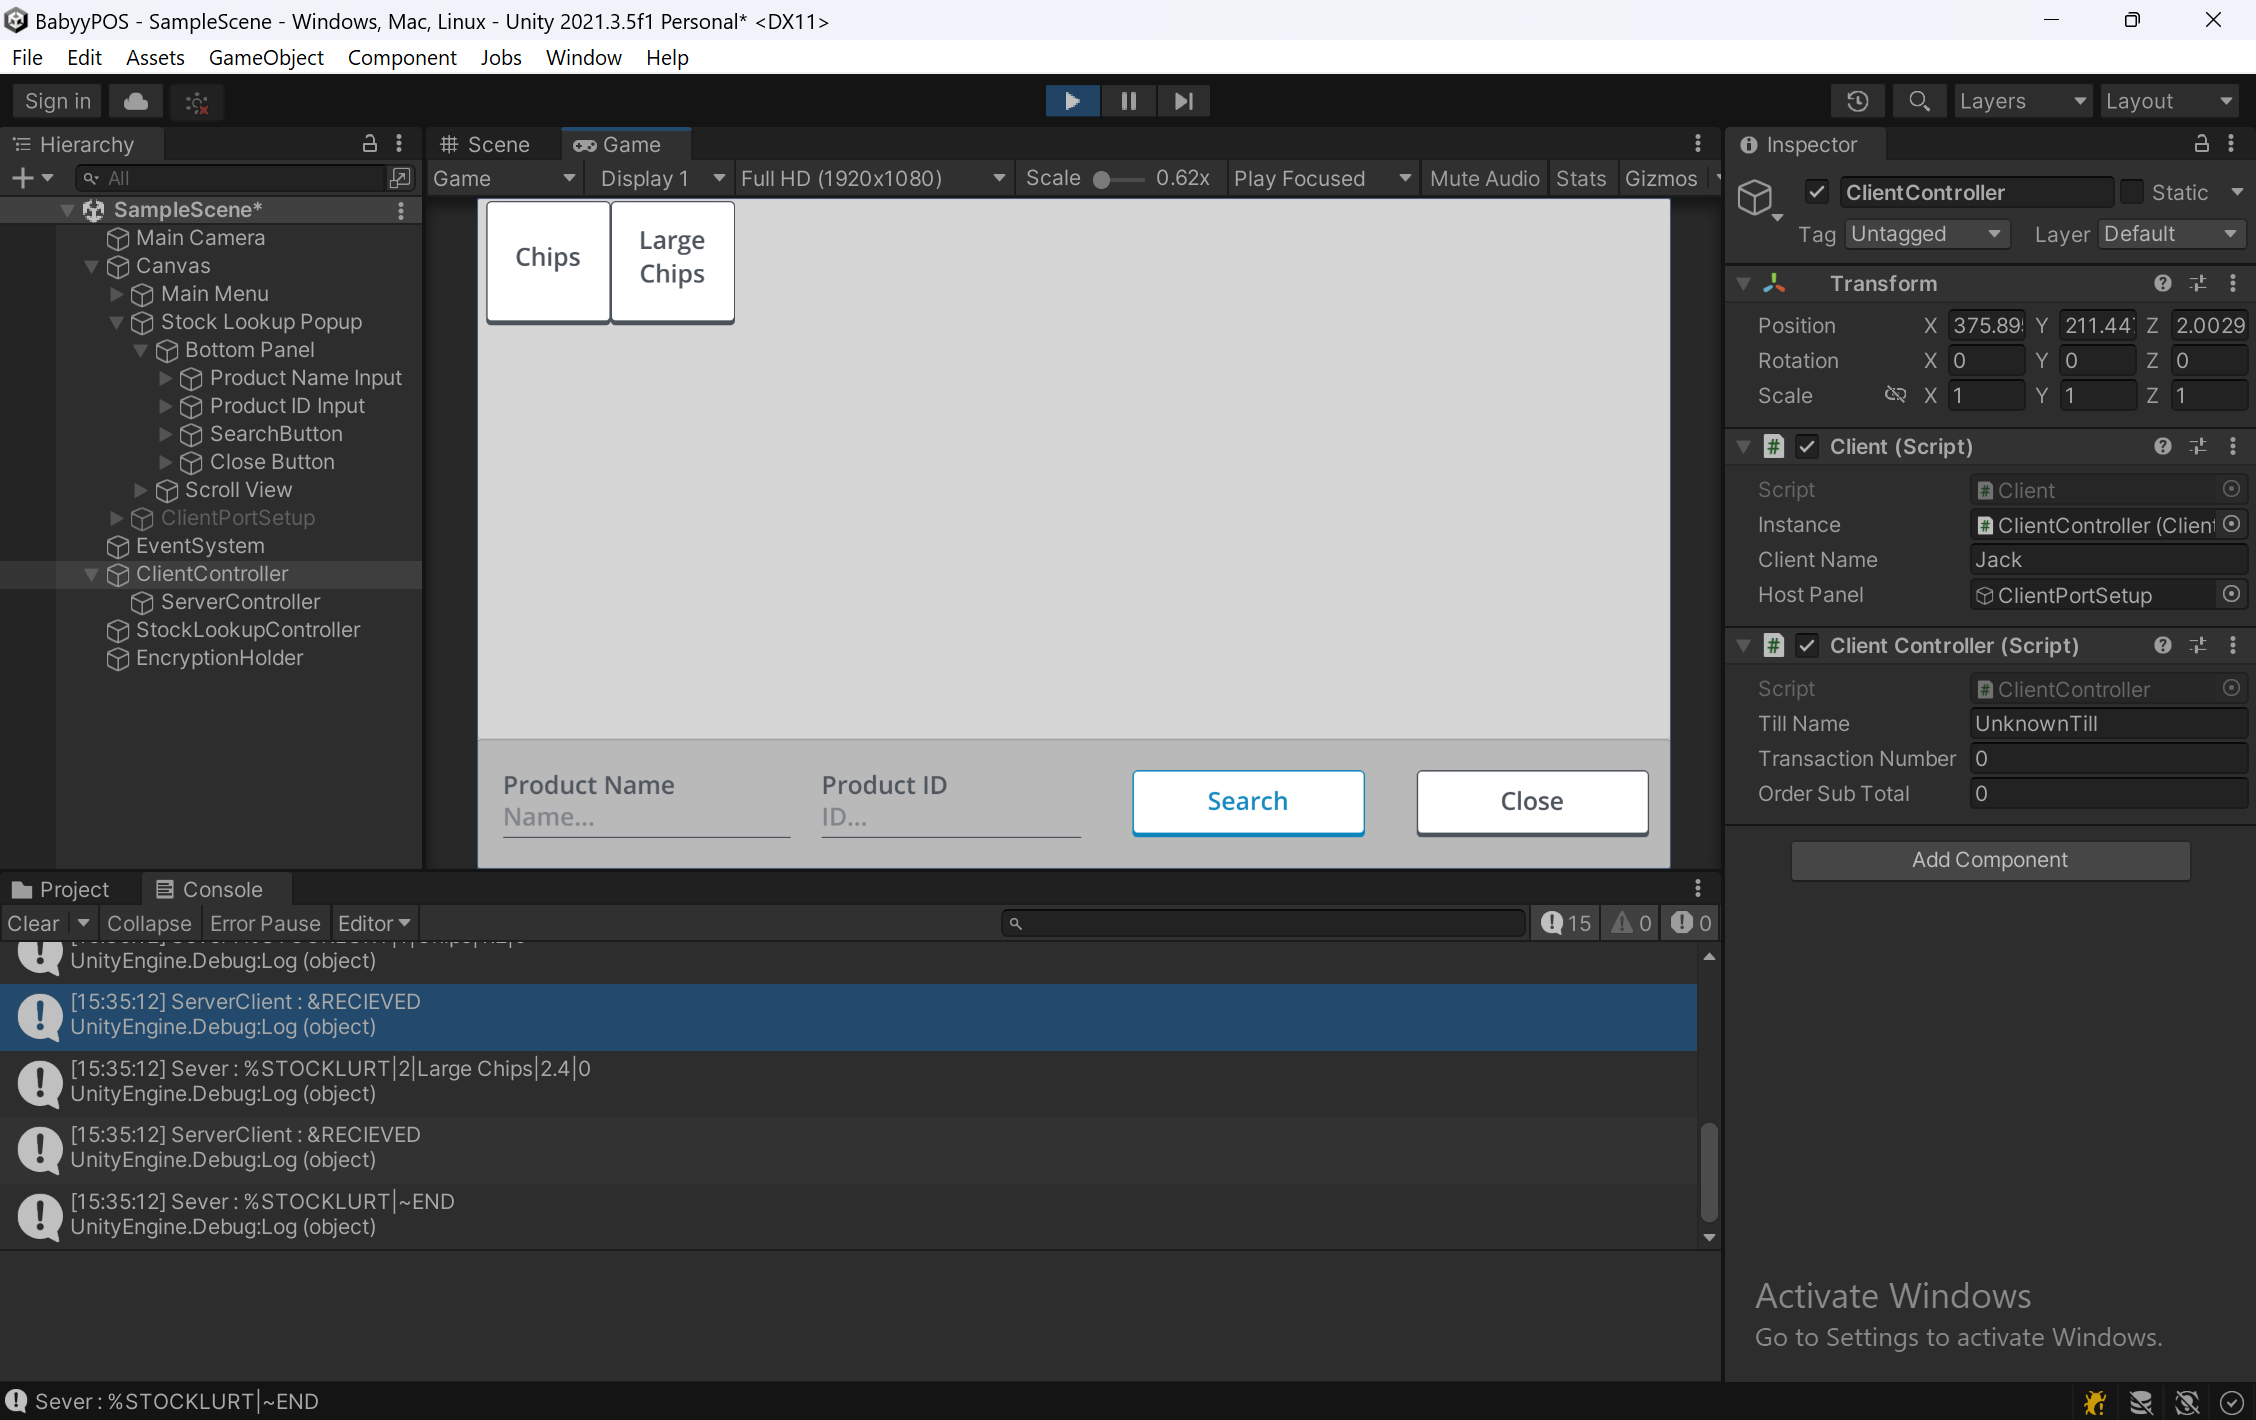 BabyyPOS - SampleScene - Windows, Mac, Linux - Unity 2021.3.5f1 Personal* <DX11>
File Edit Assets GameObject Component Jobs Window Help
Sign in
Layers Layout
Hierarchy
All
SampleScene*
Main Camera
Canvas
Main Menu
Stock Lookup Popup
Bottom Panel
Product Name Input
Product ID Input
SearchButton
Close Button
Scroll View
ClientPortSetup
EventSystem
ClientController
ServerController
StockLookupController
EncryptionHolder
Scene Game
Game Display 1 Full HD (1920x1080) Scale 0.62x Play Focused Mute Audio Stats Gizmos
Chips
Large
Chips
Product Name Product ID
Name... ID...
Search Close
Project Console
Clear Collapse Error Pause Editor 15 0 0
UnityEngine.Debug:Log (object)
[15:35:12] ServerClient : &RECIEVED
UnityEngine.Debug:Log (object)
[15:35:12] Sever : %STOCKLURT|2|Large Chips|2.4|0
UnityEngine.Debug:Log (object)
[15:35:12] ServerClient : &RECIEVED
UnityEngine.Debug:Log (object)
[15:35:12] Sever : %STOCKLURT|~END
UnityEngine.Debug:Log (object)
Sever : %STOCKLURT|~END
Inspector
ClientController Static
Tag Untagged Layer Default
Transform
Position X 375.89 Y 211.44 Z 2.0029
Rotation X 0 Y 0 Z 0
Scale X 1 Y 1 Z 1
Client (Script)
Script Client
Instance ClientController (Client
Client Name Jack
Host Panel ClientPortSetup
Client Controller (Script)
Script ClientController
Till Name UnknownTill
Transaction Number 0
Order Sub Total 0
Add Component
Activate Windows
Go to Settings to activate Windows.